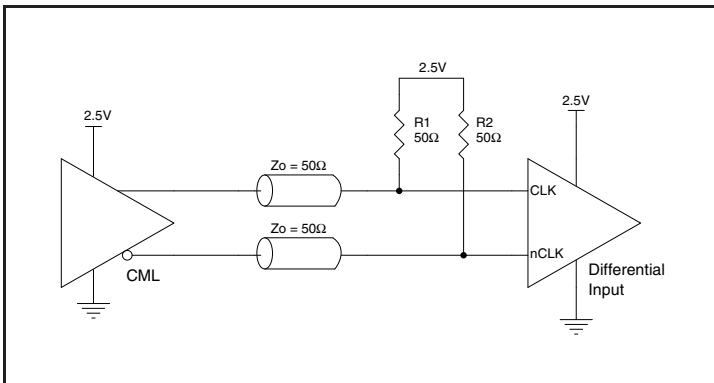 2.5V
2.5V
2.5V
R1
50Ω
R2
50Ω
Zo = 50Ω
CLK
Zo = 50Ω
nCLK
CML
Differential
Input